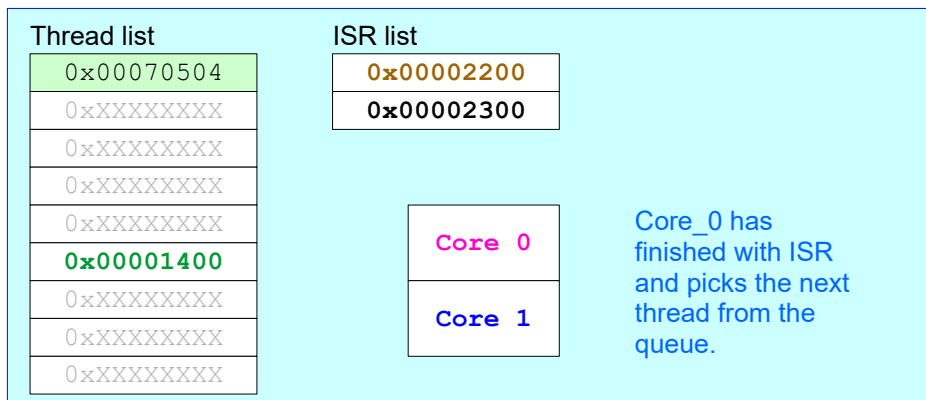 Thread list
0x00070504
0xXXXXXXXX
0xXXXXXXXX
0xXXXXXXXX
0xXXXXXXXX
0x00001400
0xXXXXXXXX
0xXXXXXXXX
0xXXXXXXXX
ISR list
0x00002200
0x00002300
Core 0
Core 1
Core_0 has
finished with ISR
and picks the next
thread from the
queue.